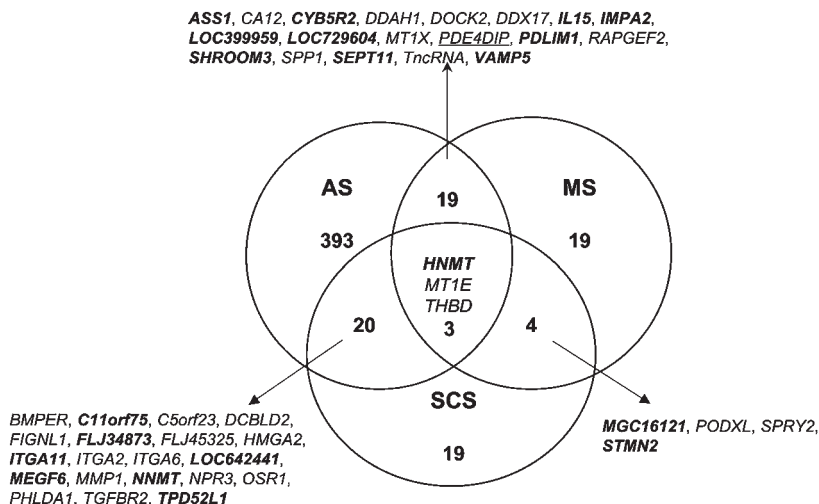 ASS1, CA12, CYB5R2, DDAH1, DOCK2, DDX17, IL15, IMPA2,
LOC399959, LOC729604, MT1X, PDE4DIP, PDLIM1, RAPGEF2,
SHROOM3, SPP1, SEPT11, TncRNA, VAMP5
AS
MS
19
393
19
HNMT
MT1E
THBD
20
3
4
SCS
19
BMPER, C11orf75, C5orf23, DCBLD2,
FIGNL1, FLJ34873, FLJ45325, HMGA2,
ITGA11, ITGA2, ITGA6, LOC642441,
MEGF6, MMP1, NNMT, NPR3, OSR1,
PHLDA1, TGFBR2, TPD52L1
MGC16121, PODXL, SPRY2,
STMN2